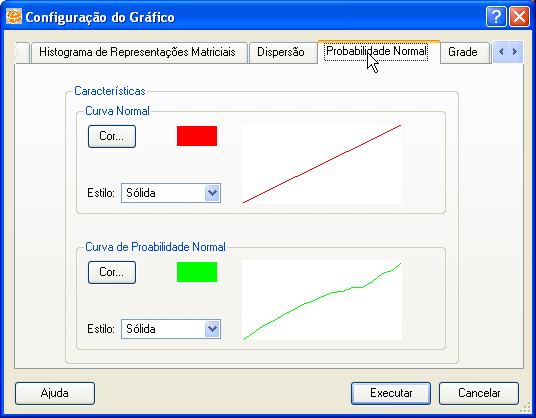 Configuração do Gráfico
Histograma de Representações Matriciais Dispersão Probabilidade Normal Grade
Características
Curva Normal
Cor...
Estilo: Sólida
Curva de Proabilidade Normal
Cor...
Estilo: Sólida
Ajuda Executar Cancelar